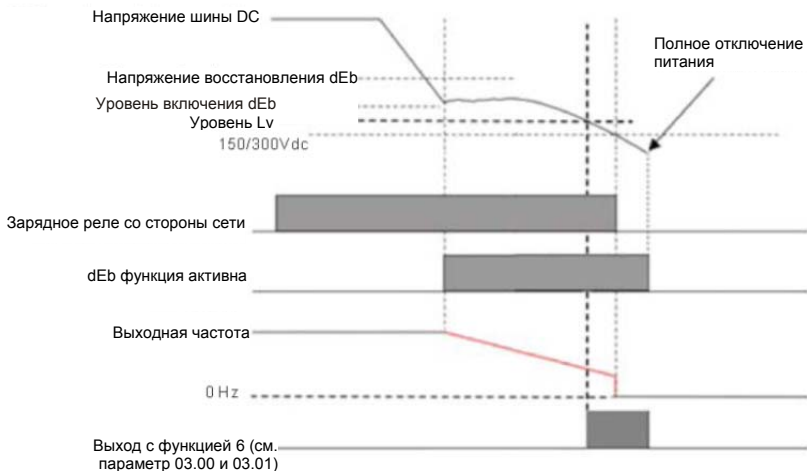 Напряжение шины DC
Полное отключение
питания
Напряжение восстановления dEb
Уровень включения dEb
Уровень Lv
150/300Vdc
Зарядное реле со стороны сети
dEb функция активна
Выходная частота
0 Hz
Выход с функцией 6 (см.
параметр 03.00 и 03.01)